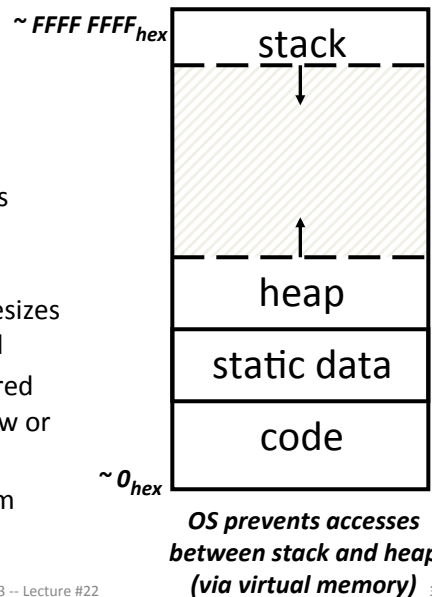 ~ FFFF FFFFhex
stack
s
esizes
heap
static data
red
w or
code
~ 0hex
m
OS prevents accesses
between stack and heap
(via virtual memory)
-- Lecture #22